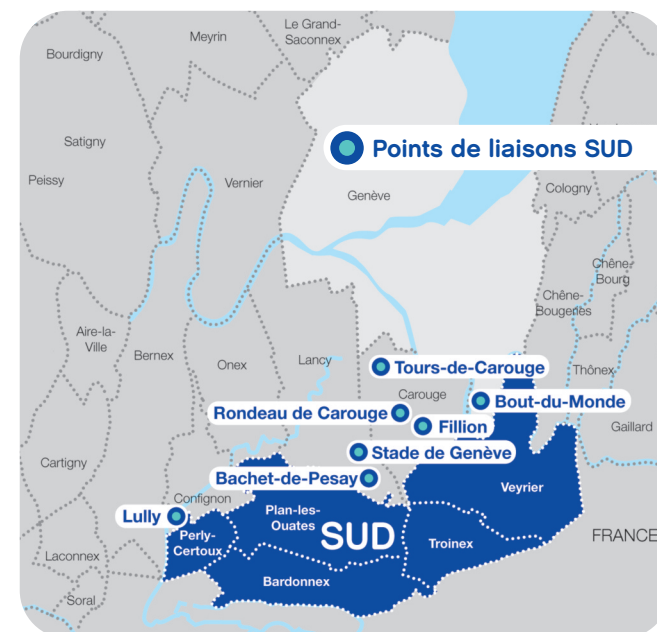 Le Grand-
Saconnex
Meyrin
Bourdigny
Points de liaisons SUD
Satigny
Peissy
Vernier
Genève
Cologny
Chêne-
Bourg
Chêne-
Bougeries
Aire-la-
Ville
Bernex
Onex
Lancy
Tours-de-Carouge
Thônex
Carouge
Bout-du-Monde
Rondeau de Carouge
Fillion
Gaillard
Stade de Genève
Cartigny
Bachet-de-Pesay
Veyrier
Confignon
Lully
Plan-les-
Ouates
SUD
Perly-
Certoux
Troinex
FRANCE
Laconnex
Bardonnex
Soral